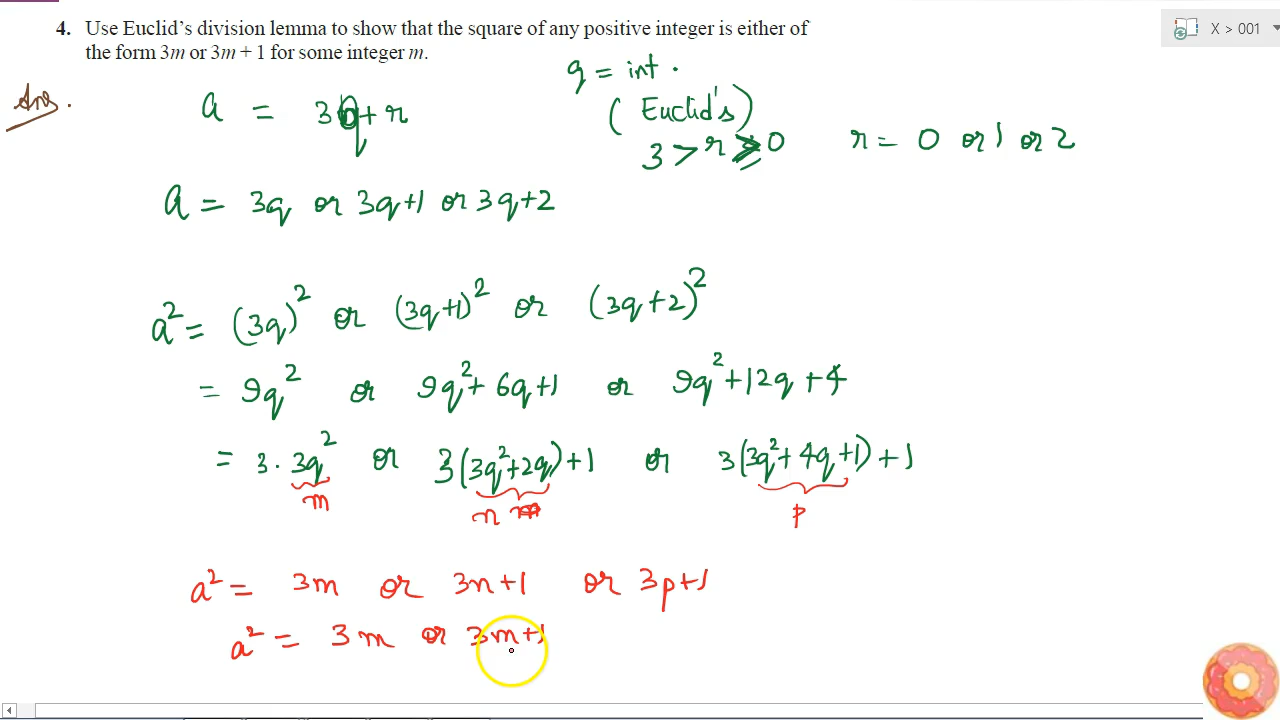 4. Use Euclid's division lemma to show that the square of any positive integer is either of
the form 3m or 3m + 1 for some integer m.
X > 001
Ans.
q = int.
a = 3q + r
(Euclid's)
3 > r ≥ 0
r = 0 or 1 or 2
a = 3q or 3q+1 or 3q+2
a² = (3q)² or (3q+1)² or (3q+2)²
= 9q² or 9q²+6q+1 or 9q²+12q+4
= 3.3q² or 3(3q²+2q)+1 or 3(3q²+4q+1)+1
m n m p
a² = 3m or 3n+1 or 3p+1
a² = 3m or 3m+1